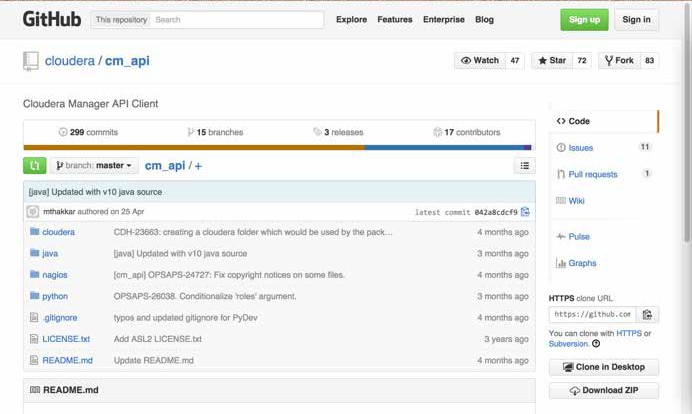 GitHub This repository Search Explore Features Enterprise Blog Sign up Sign in
cloudera / cm_api Watch 47 Star 72 Fork 83
Cloudera Manager API Client
299 commits 15 branches 3 releases 17 contributors
branch: master cm_api / +
[java] Updated with v10 java source
mthakkar authored on 25 Apr latest commit 042a8cdcf9
cloudera CDH-23663: creating a cloudera folder which would be used by the pack… 4 months ago
java [java] Updated with v10 java source 3 months ago
nagios [cm_api] OPSAPS-24727: Fix copyright notices on some files. 4 months ago
python OPSAPS-26038. Conditionalize 'roles' argument. 3 months ago
.gitignore typos and updated gitignore for PyDev 4 months ago
LICENSE.txt Add ASL2 LICENSE.txt 3 years ago
README.md Update README.md 4 months ago
README.md
Code
Issues 11
Pull requests 1
Wiki
Pulse
Graphs
HTTPS clone URL
https://github.com
You can clone with HTTPS or
Subversion.
Clone in Desktop
Download ZIP